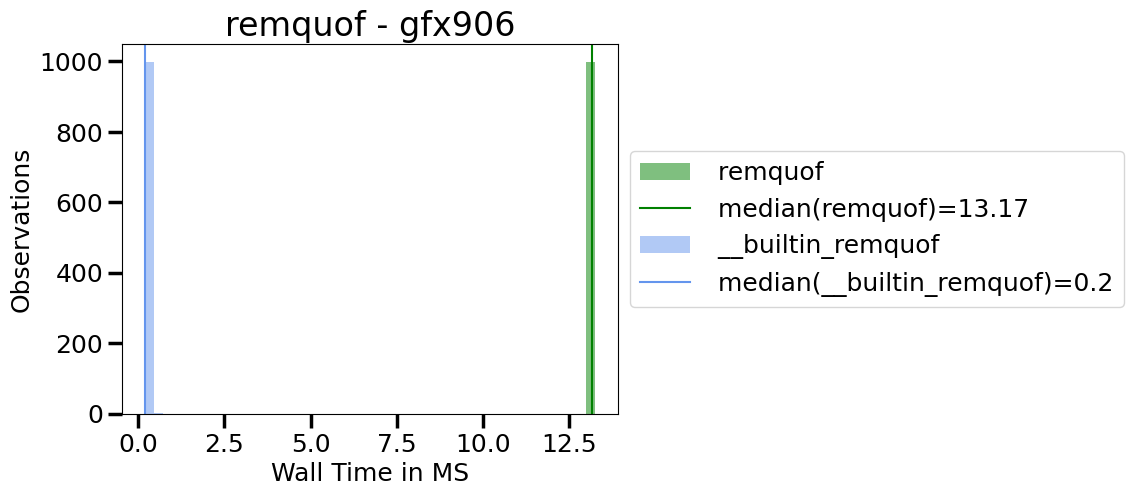 remquof - gfx906
1000
800
600
400
200
0
Observations
0.0 2.5 5.0 7.5 10.0 12.5
Wall Time in MS
remquof
median(remquof)=13.17
__builtin_remquof
median(__builtin_remquof)=0.2